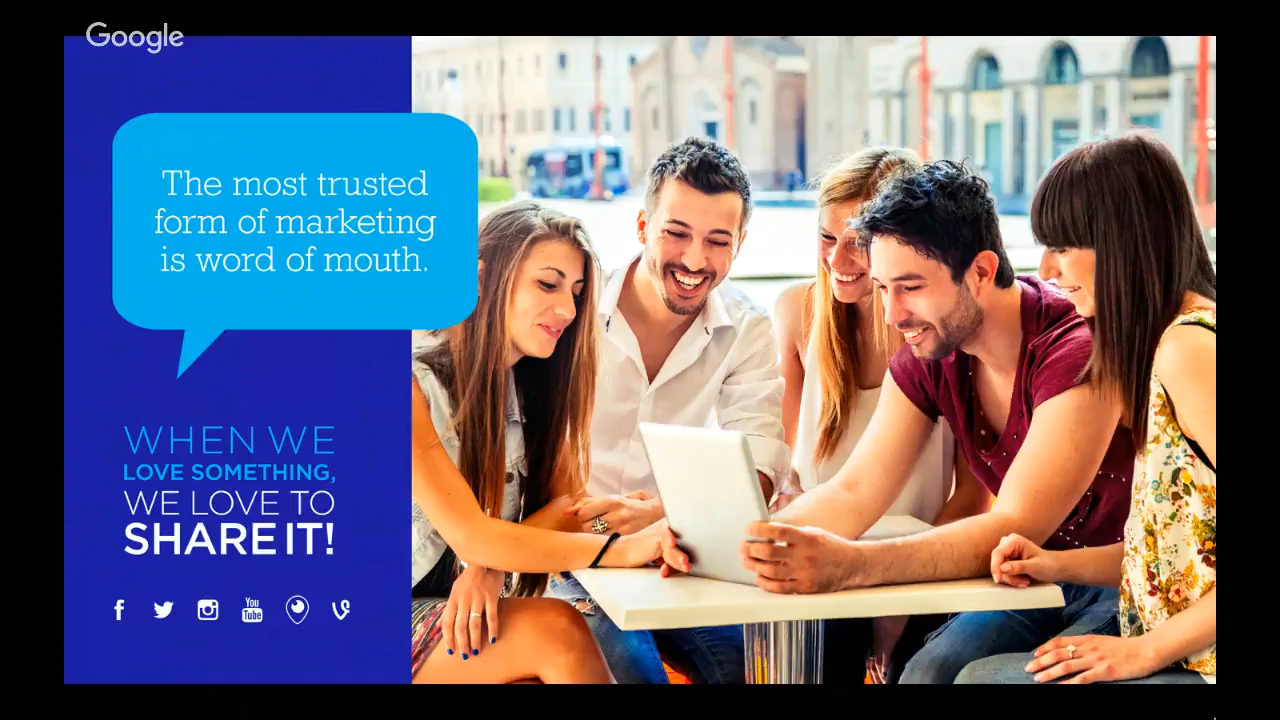 Google
The most trusted
form of marketing
is word of mouth.
WHEN WE
LOVE SOMETHING,
WE LOVE TO
SHARE IT!
You
Tube